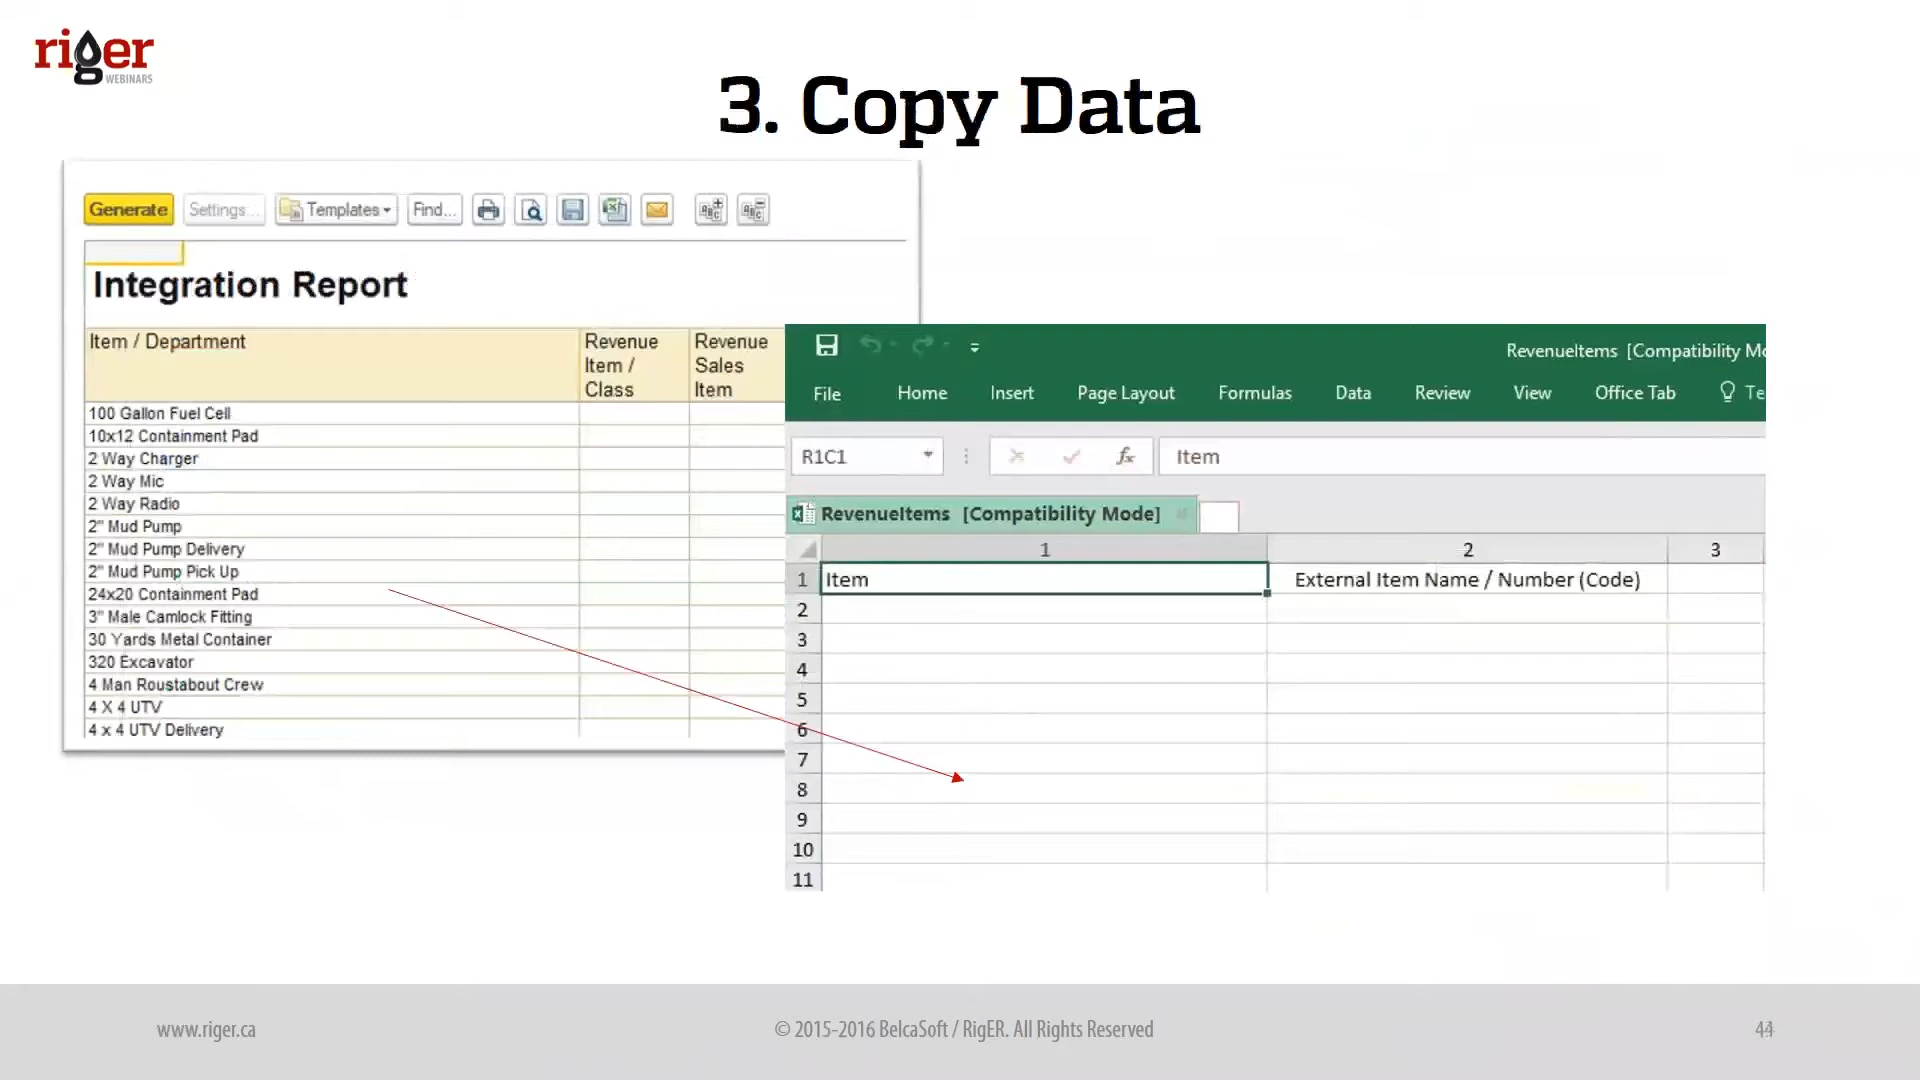 riger
WEBINARS
3. Copy Data
Generate Settings... Templates Find...
Integration Report
Item / Department
Revenue Item / Class
Revenue Sales Item
100 Gallon Fuel Cell
10x12 Containment Pad
2 Way Charger
2 Way Mic
2 Way Radio
2" Mud Pump
2" Mud Pump Delivery
2" Mud Pump Pick Up
24x20 Containment Pad
3" Male Camlock Fitting
30 Yards Metal Container
320 Excavator
4 Man Roustabout Crew
4 X 4 UTV
4 x 4 UTV Delivery
RevenueItems [Compatibility Mo
File Home Insert Page Layout Formulas Data Review View Office Tab Te
R1C1 fx Item
RevenueItems [Compatibility Mode]
1 2 3
1 Item External Item Name / Number (Code)
2
3
4
5
6
7
8
9
10
11
www.riger.ca © 2015-2016 BelcaSoft / RigER. All Rights Reserved